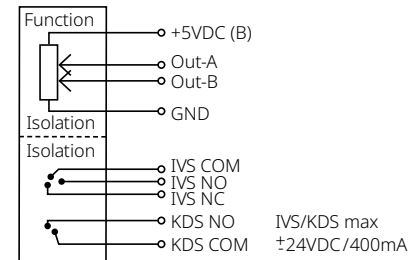 Function
+5VDC (B)
Out-A
Out-B
GND
Isolation
Isolation
IVS COM
IVS NO
IVS NC
KDS NO IVS/KDS max
KDS COM ±24VDC/400mA